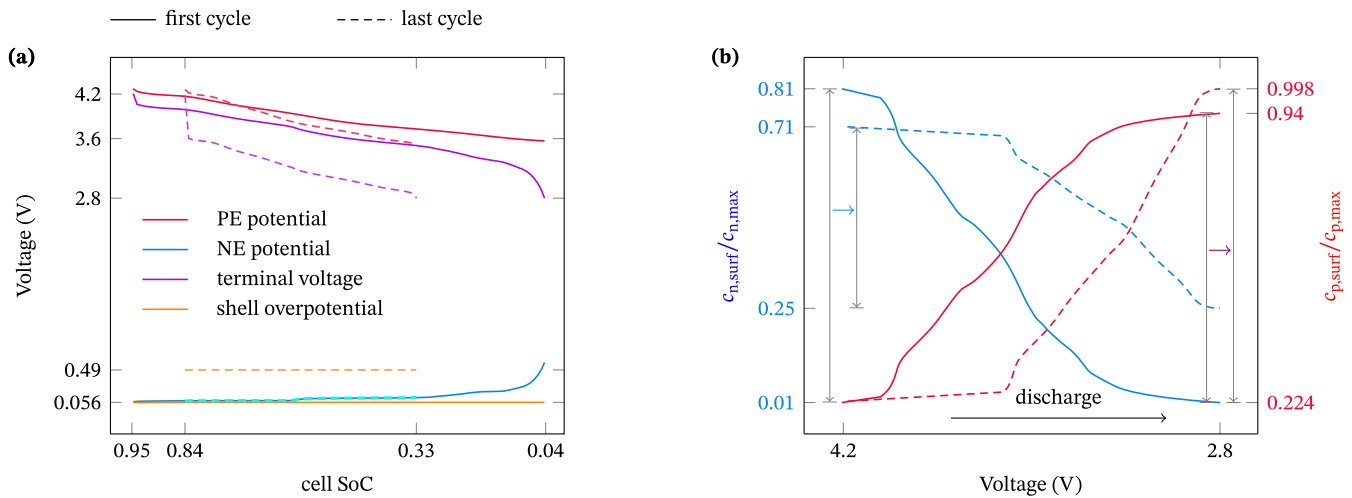 first cycle
last cycle
(a)
4.2
3.6
2.8
0.49
0.056
Voltage (V)
PE potential
NE potential
terminal voltage
shell overpotential
0.95
0.84
0.33
0.04
cell SoC
(b)
0.81
0.71
0.25
0.01
c_n,surf/c_n,max
0.998
0.94
0.224
c_p,surf/c_p,max
discharge
4.2
2.8
Voltage (V)